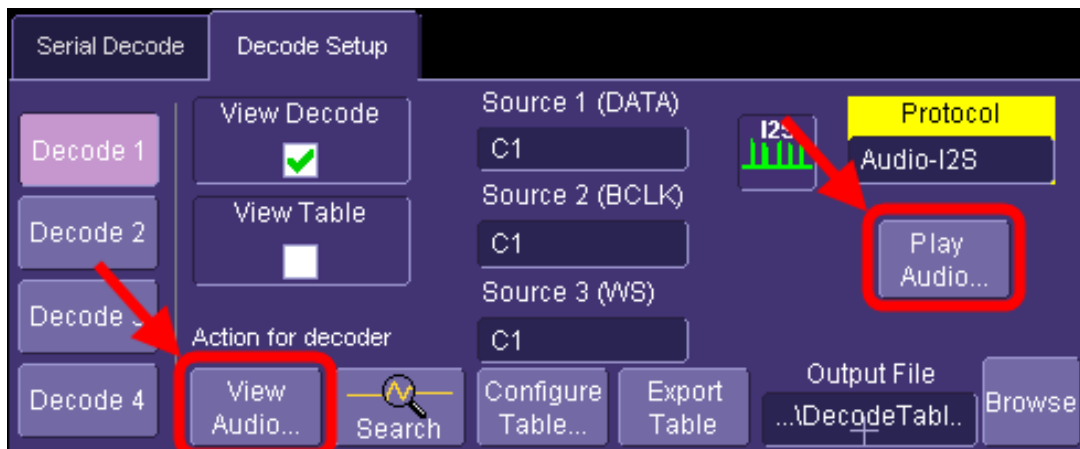 Serial Decode
Decode Setup
Decode 1
Decode 2
Decode
Decode 4
View Decode
View Table
Action for decoder
View
Audio...
Search
Source 1 (DATA)
C1
Source 2 (BCLK)
C1
Source 3 (WS)
C1
Configure
Table...
Export
Table
I2S
Protocol
Audio-I2S
Play
Audio...
Output File
...\DecodeTabl..
Browse